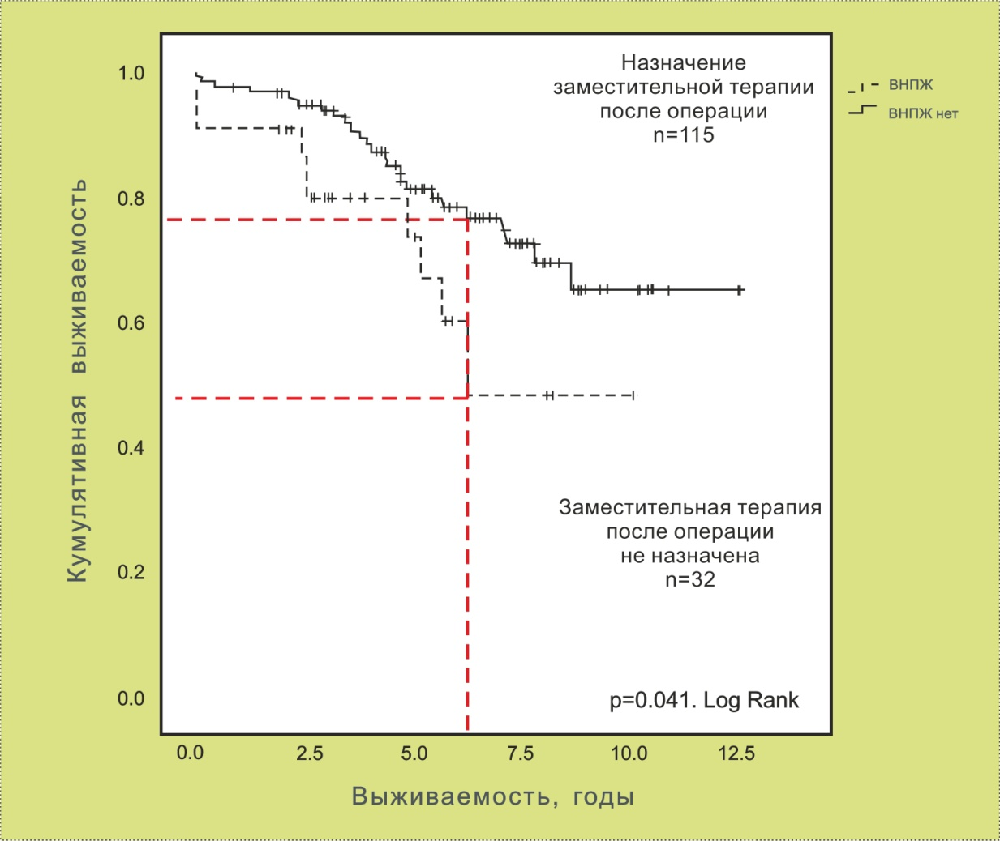 Назначение
заместительной терапии
после операции
n=115
ВНПЖ
ВНПЖ нет
Кумулятивная выживаемость
1.0
0.8
0.6
0.4
0.2
0.0
Заместительная терапия
после операции
не назначена
n=32
p=0.041. Log Rank
0.0 2.5 5.0 7.5 10.0 12.5
Выживаемость, годы